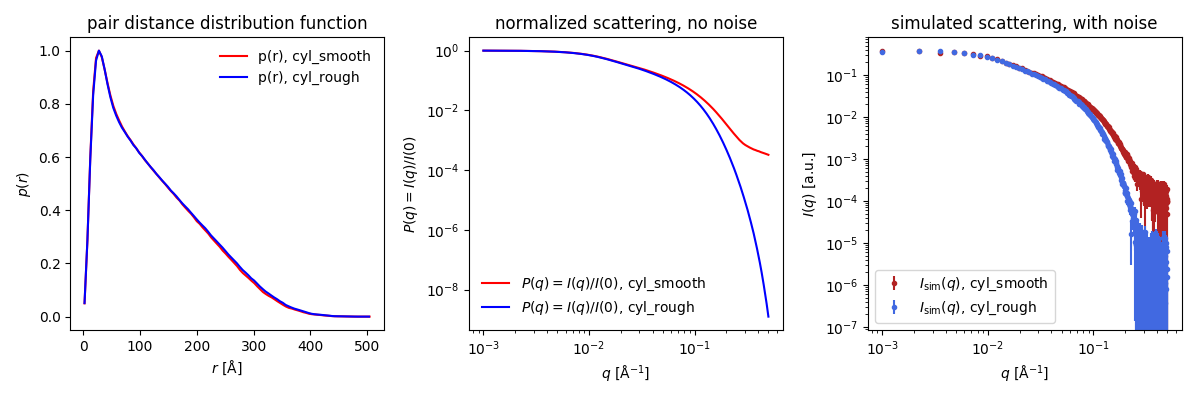 pair distance distribution function
p(r), cyl_smooth
p(r), cyl_rough
1.0
0.8
0.6
0.4
0.2
0.0
p(r)
0 100 200 300 400 500
r [Å]
normalized scattering, no noise
10⁰
10⁻²
10⁻⁴
10⁻⁶
10⁻⁸
P(q) = I(q)/I(0)
P(q) = I(q)/I(0), cyl_smooth
P(q) = I(q)/I(0), cyl_rough
10⁻³ 10⁻² 10⁻¹
q [Å⁻¹]
simulated scattering, with noise
10⁻¹
10⁻²
10⁻³
10⁻⁴
10⁻⁵
10⁻⁶
10⁻⁷
I(q) [a.u.]
I_sim(q), cyl_smooth
I_sim(q), cyl_rough
10⁻³ 10⁻² 10⁻¹
q [Å⁻¹]